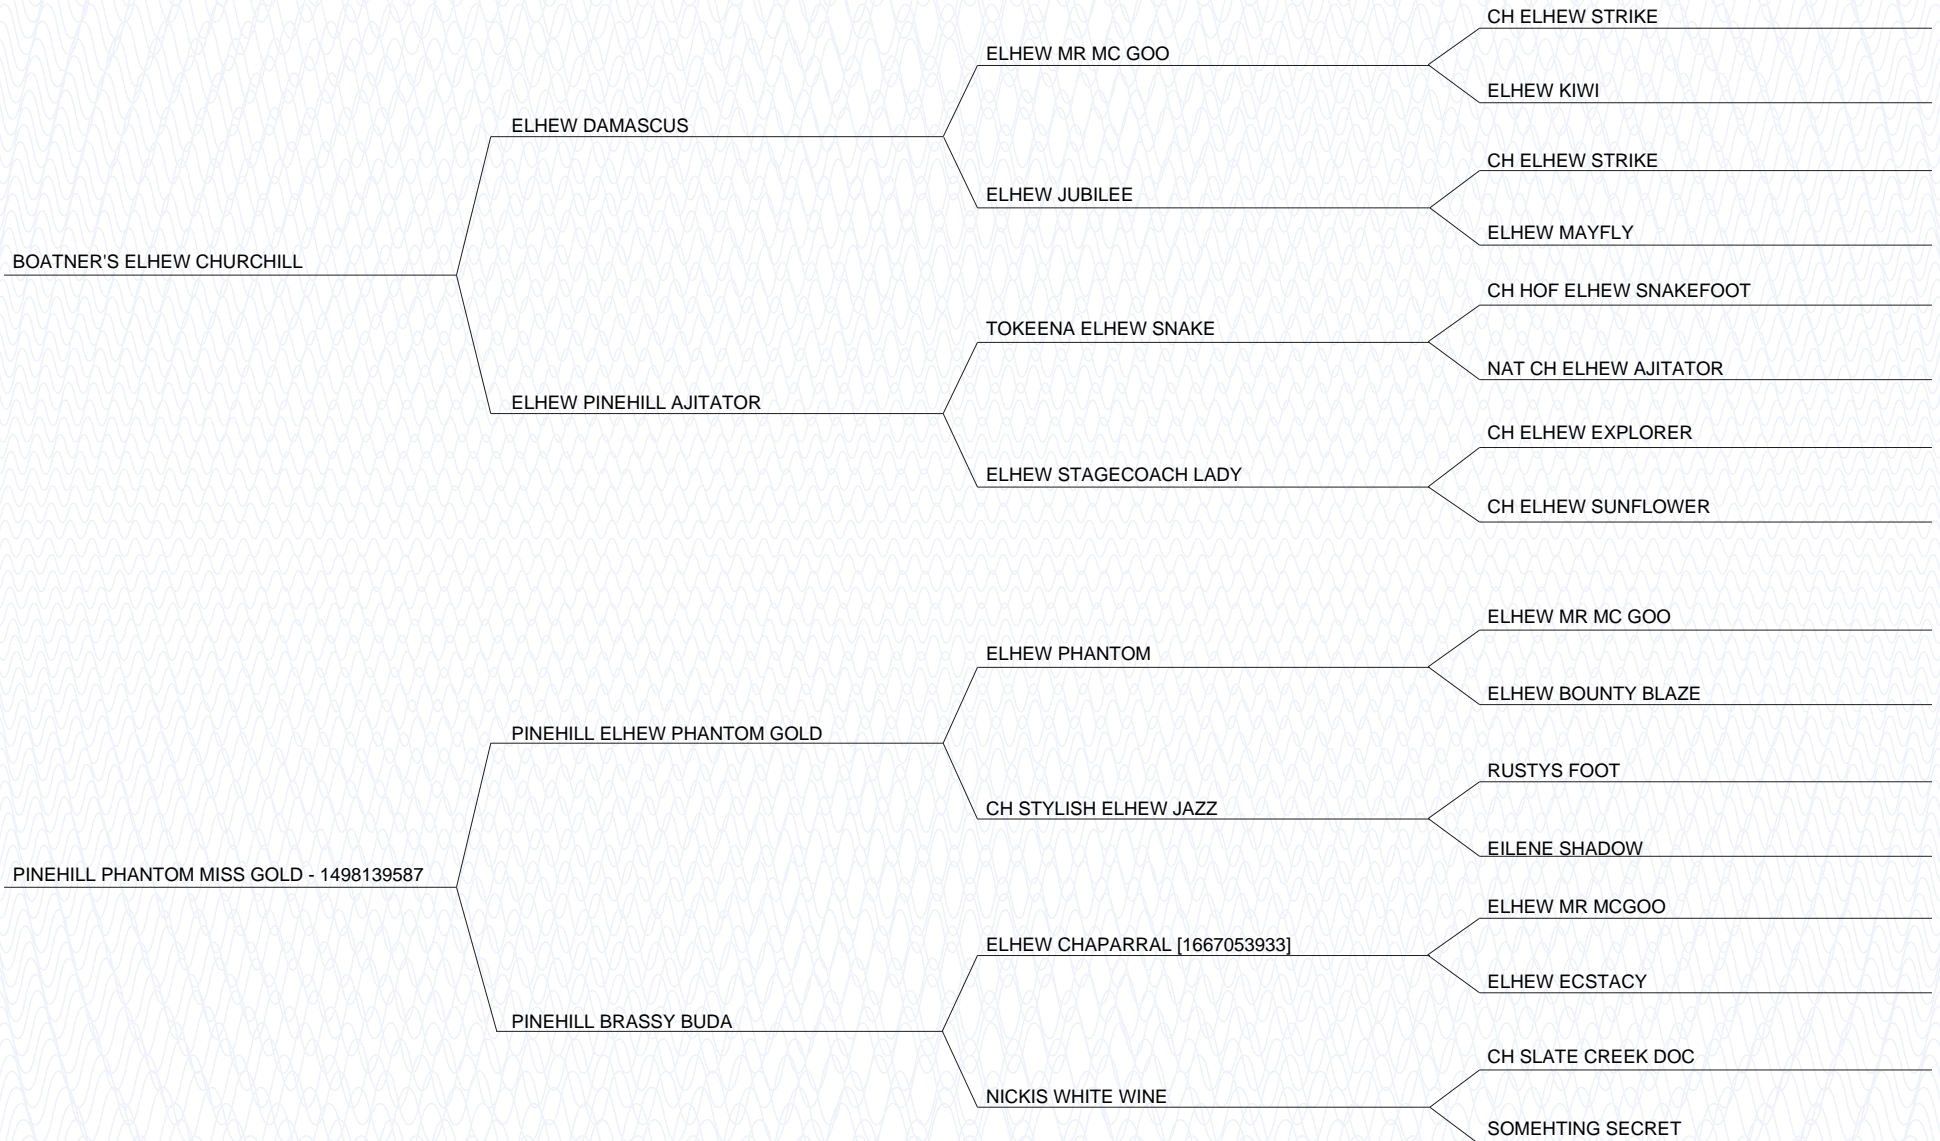 CH ELHEW STRIKE
ELHEW MR MC GOO
ELHEW KIWI
ELHEW DAMASCUS
CH ELHEW STRIKE
ELHEW JUBILEE
ELHEW MAYFLY
BOATNER'S ELHEW CHURCHILL
CH HOF ELHEW SNAKEFOOT
TOKEENA ELHEW SNAKE
NAT CH ELHEW AJITATOR
ELHEW PINEHILL AJITATOR
CH ELHEW EXPLORER
ELHEW STAGECOACH LADY
CH ELHEW SUNFLOWER
ELHEW MR MC GOO
ELHEW PHANTOM
ELHEW BOUNTY BLAZE
PINEHILL ELHEW PHANTOM GOLD
RUSTYS FOOT
CH STYLISH ELHEW JAZZ
EILENE SHADOW
PINEHILL PHANTOM MISS GOLD - 1498139587
ELHEW MR MCGOO
ELHEW CHAPARRAL [1667053933]
ELHEW ECSTACY
PINEHILL BRASSY BUDA
CH SLATE CREEK DOC
NICKIS WHITE WINE
SOMEHTING SECRET